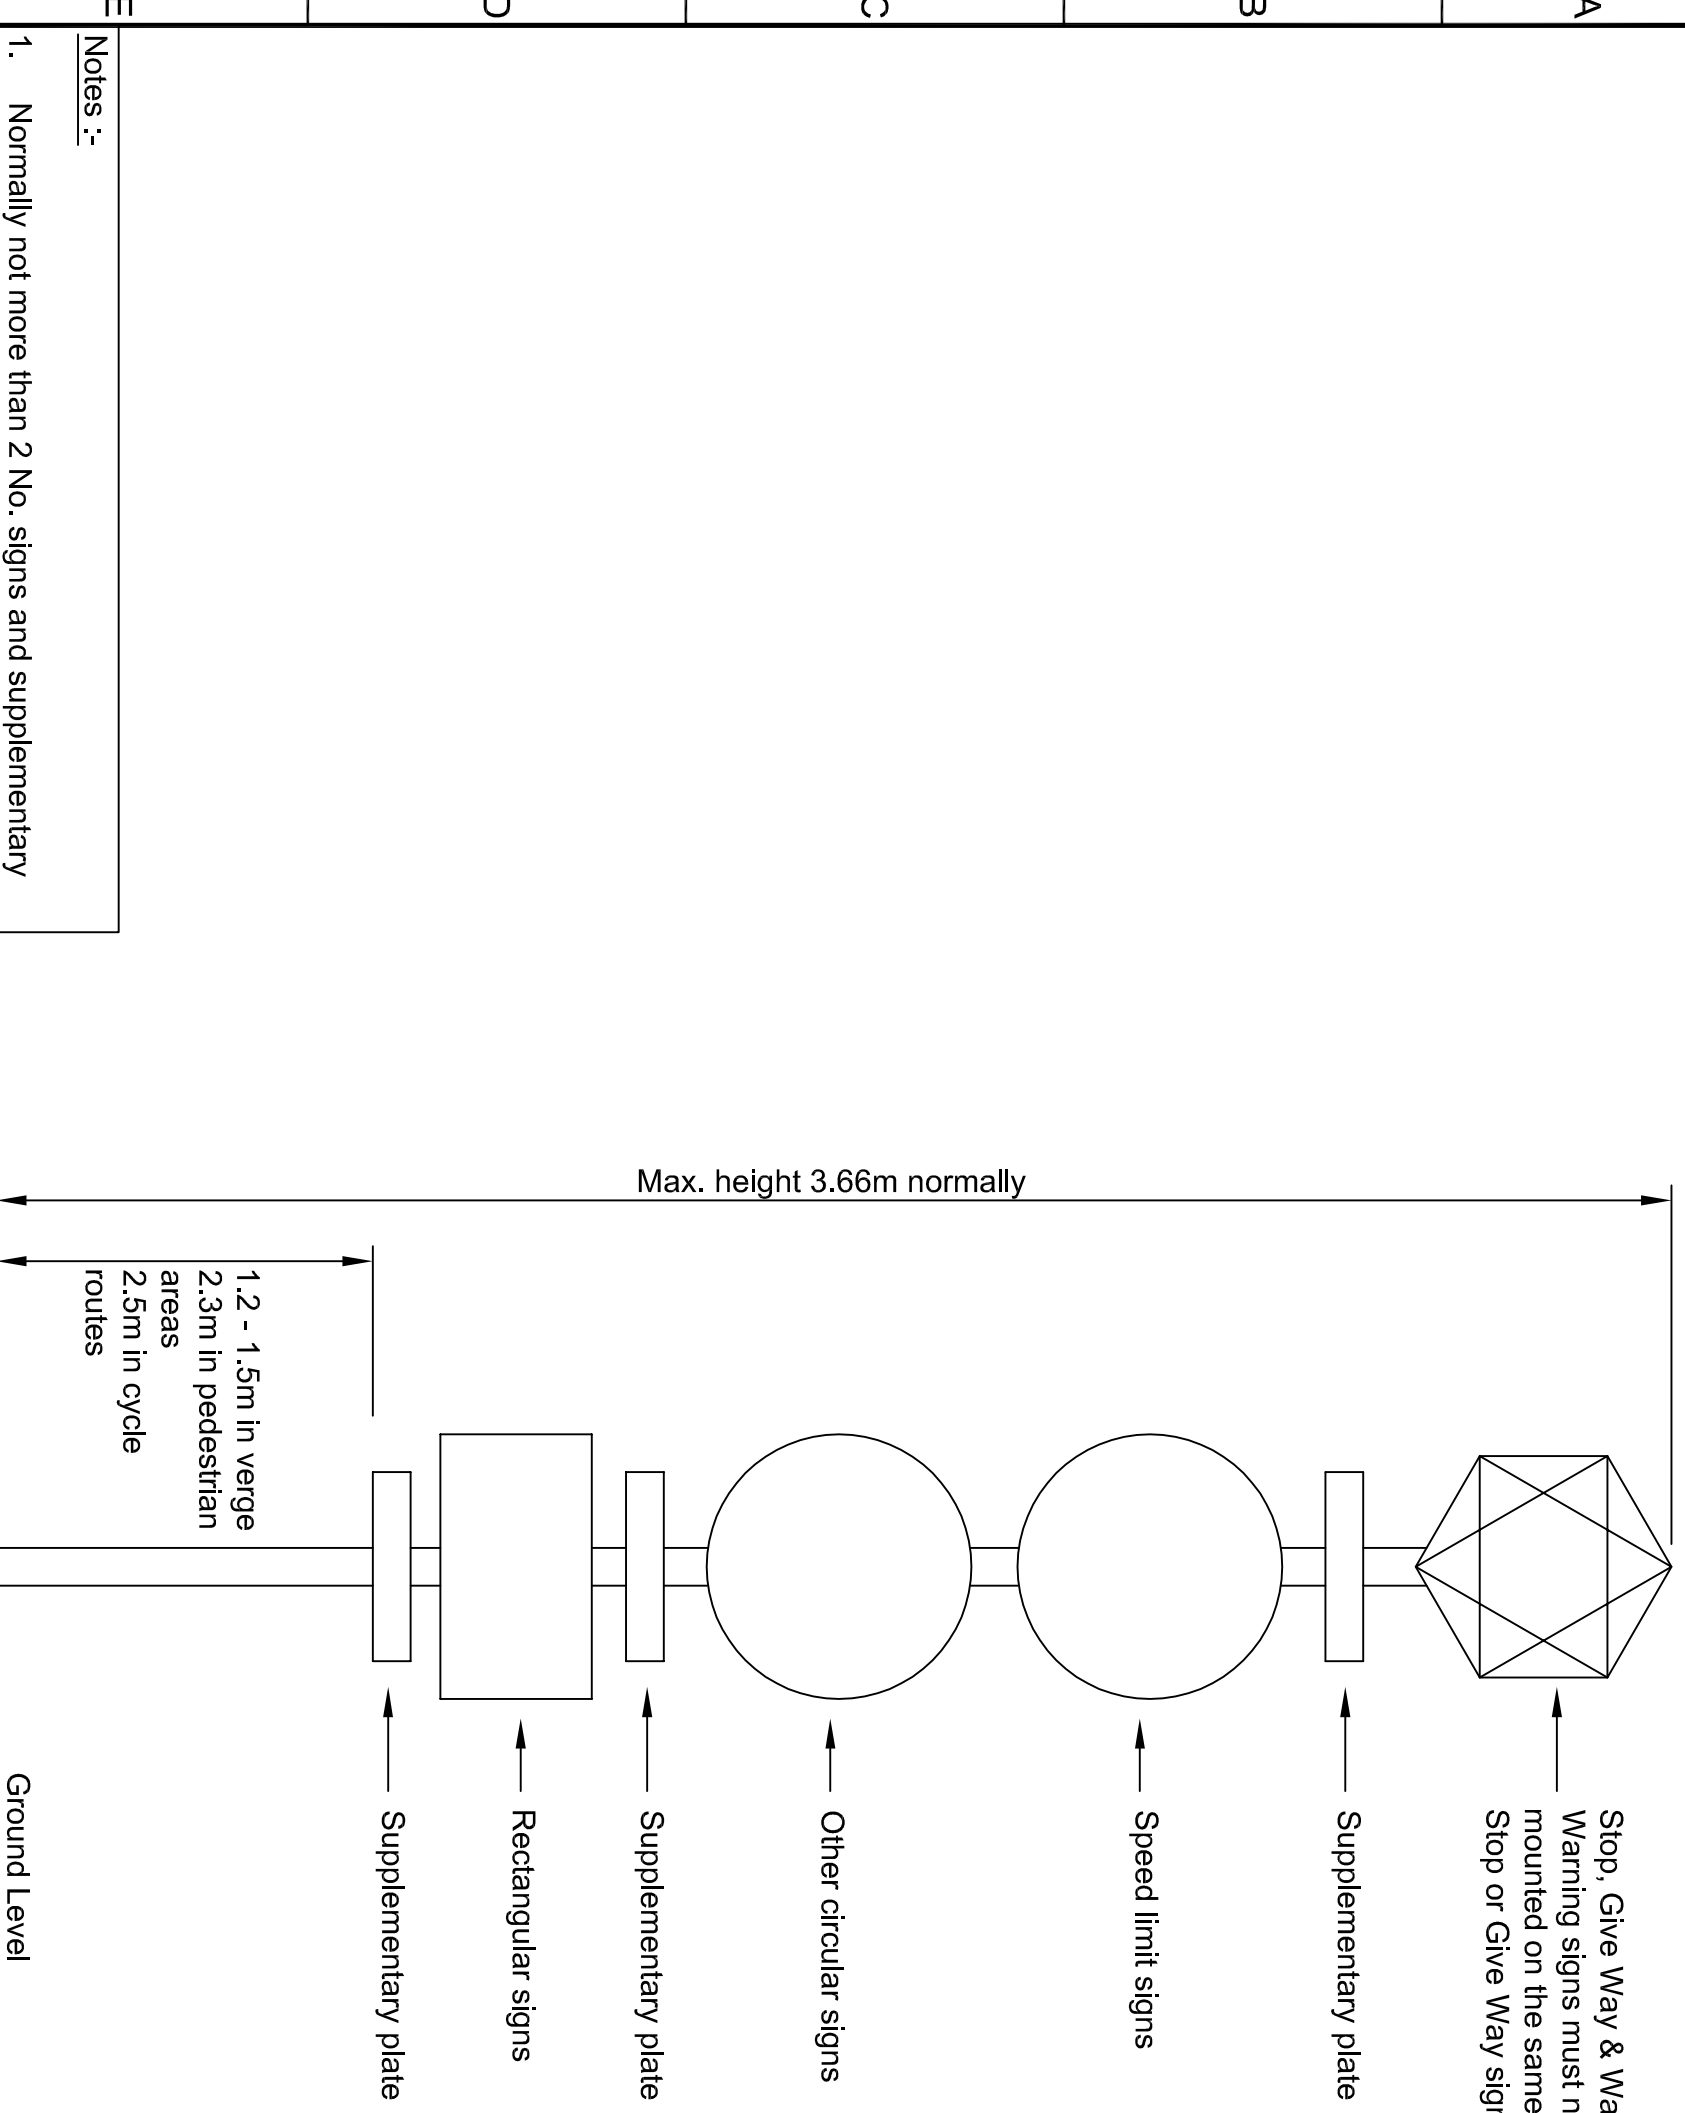 A
B
C
D
E
Stop, Give Way &
Warning signs must
mounted on the same
Stop or Give Way
Supplementary plate
Speed limit signs
Other circular signs
Supplementary plate
Rectangular signs
Supplementary plate
Max. height 3.66m normally
1.2 - 1.5m in verge
2.3m in pedestrian
areas
2.5m in cycle
routes
Ground Level
Notes :-
1. Normally not more than 2 No. signs and supplementary